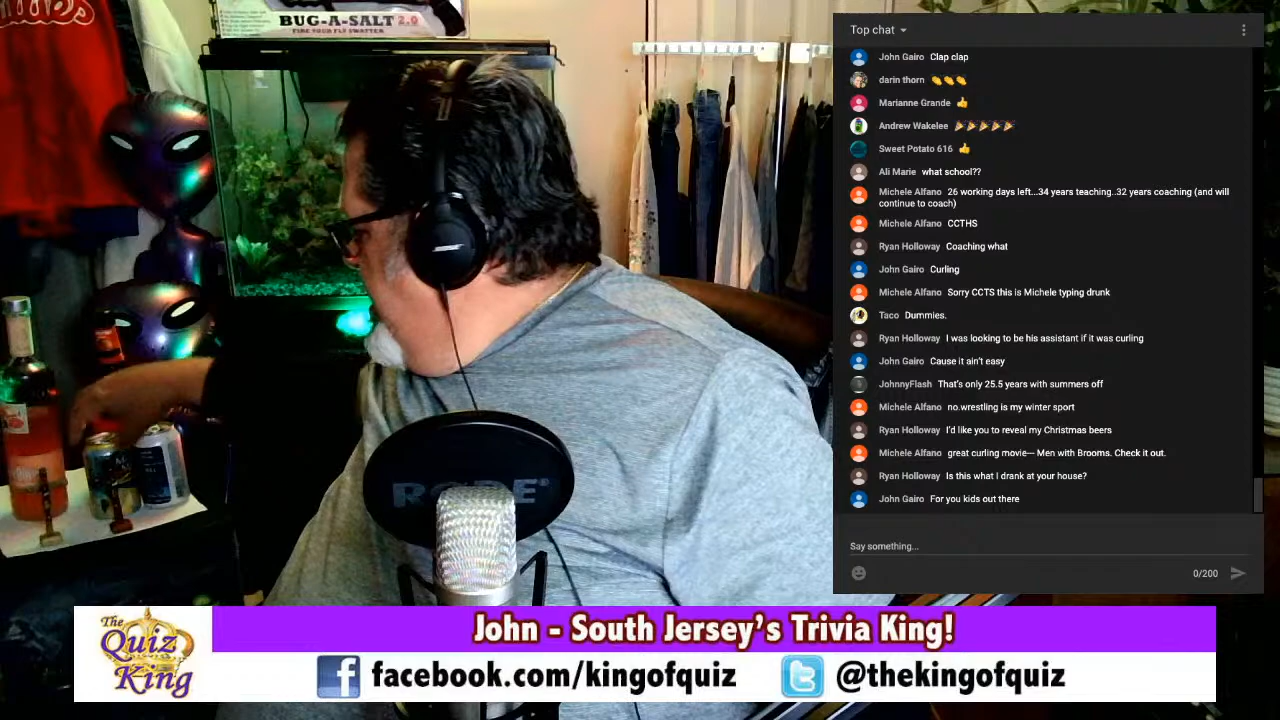 BUG-A-SALT 2.0
FIRE YOUR FLY SWATTER
BOSE
RODE
Top chat
John Gairo Clap clap
darin thorn 👏👏👏
Marianne Grande 👍
Andrew Wakelee 🎉🎉🎉🎉🎉
Sweet Potato 616 👍
Ali Marie what school??
Michele Alfano 26 working days left...34 years teaching..32 years coaching (and will
continue to coach)
Michele Alfano CCTHS
Ryan Holloway Coaching what
John Gairo Curling
Michele Alfano Sorry CCTS this is Michele typing drunk
Taco Dummies.
Ryan Holloway I was looking to be his assistant if it was curling
John Gairo Cause it ain't easy
JohnnyFlash That's only 25.5 years with summers off
Michele Alfano no.wrestling is my winter sport
Ryan Holloway I'd like you to reveal my Christmas beers
Michele Alfano great curling movie— Men with Brooms. Check it out.
Ryan Holloway Is this what I drank at your house?
John Gairo For you kids out there
Say something...
0/200
The
Quiz
King
John - South Jersey's Trivia King!
facebook.com/kingofquiz
@thekingofquiz